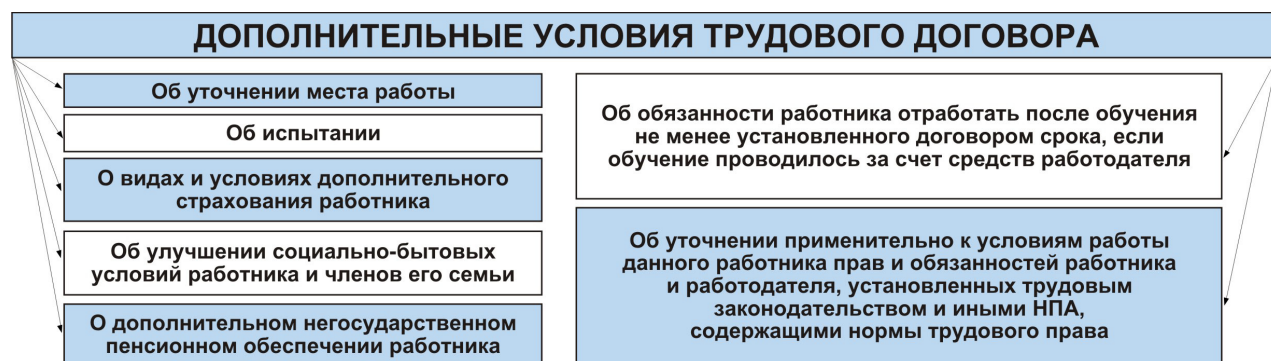 ДОПОЛНИТЕЛЬНЫЕ УСЛОВИЯ ТРУДОВОГО ДОГОВОРА
Об уточнении места работы
Об испытании
О видах и условиях дополнительного
страхования работника
Об улучшении социально-бытовых
условий работника и членов его семьи
О дополнительном негосударственном
пенсионном обеспечении работника
Об обязанности работника отработать после обучения
не менее установленного договором срока, если
обучение проводилось за счет средств работодателя
Об уточнении применительно к условиям работы
данного работника прав и обязанностей работника
и работодателя, установленных трудовым
законодательством и иными НПА,
содержащими нормы трудового права